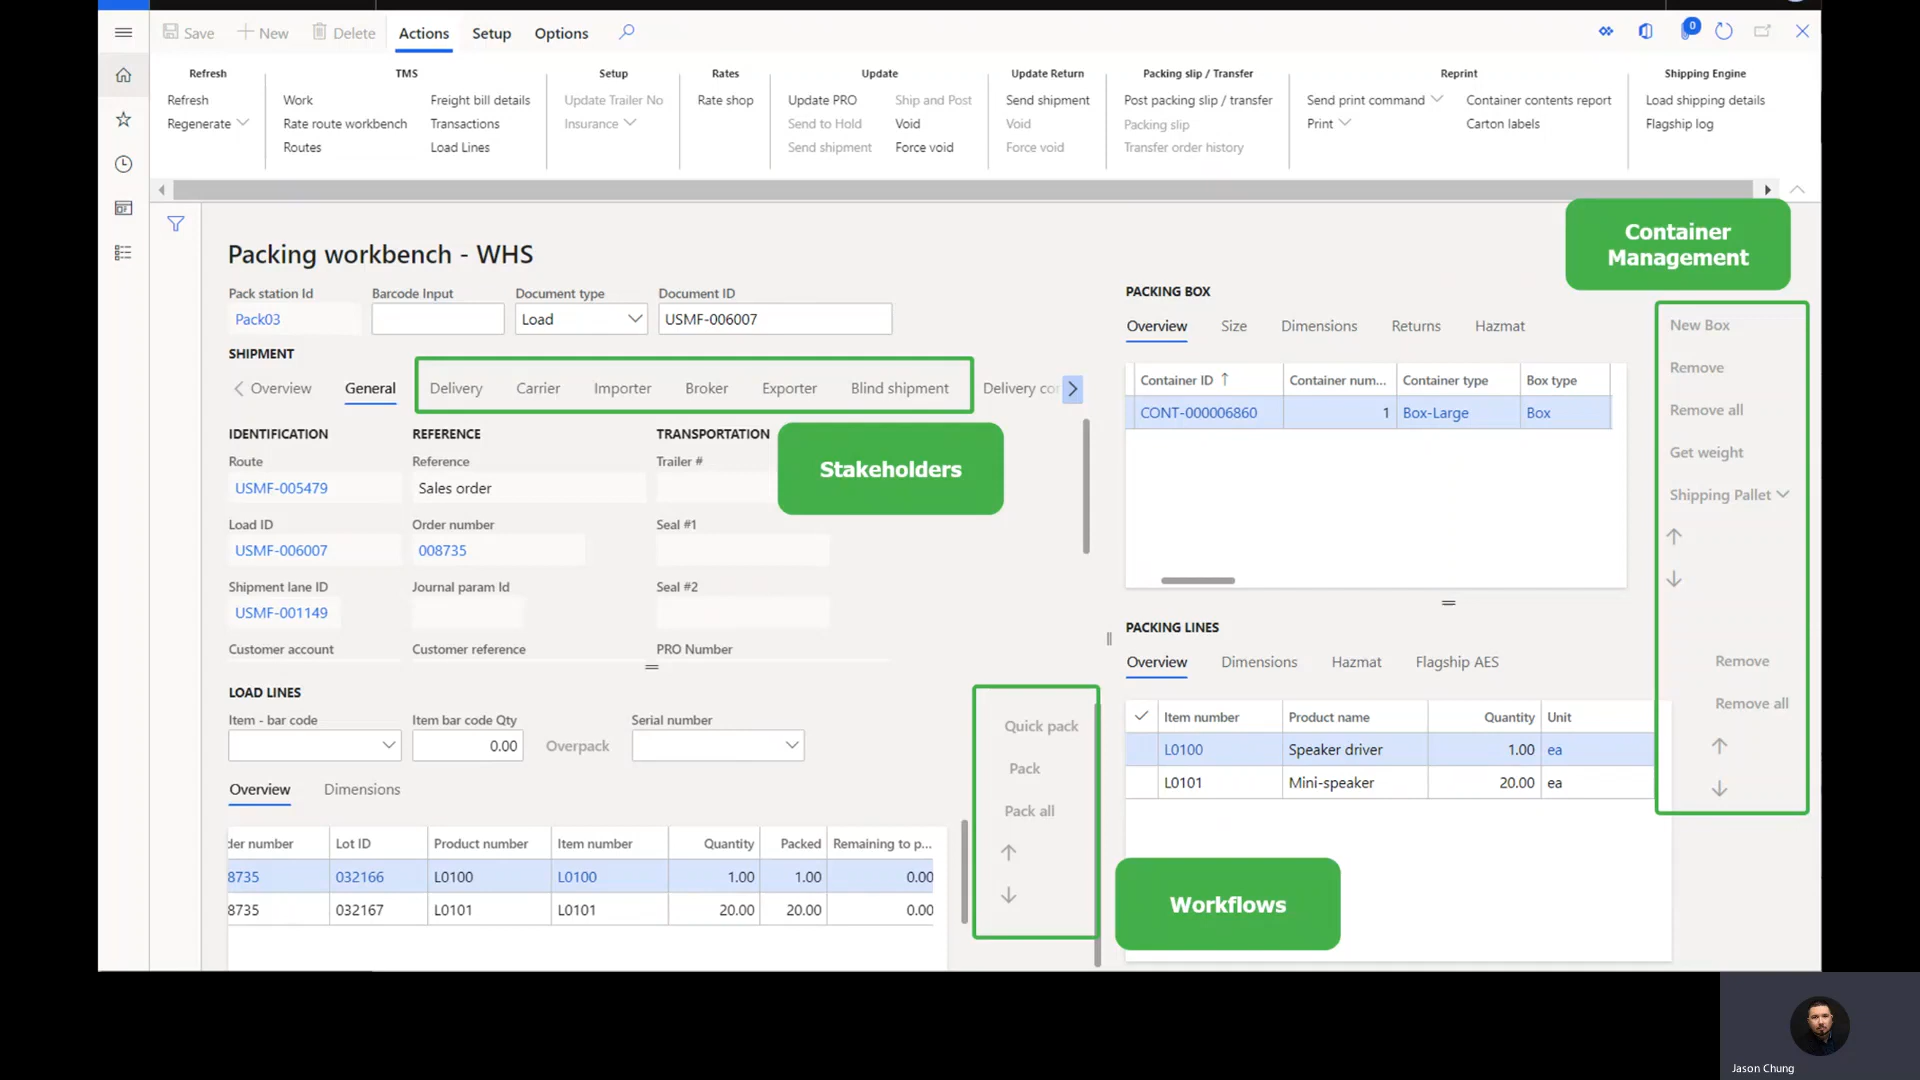 Save
New
Delete
Actions
Setup
Options
0
Refresh
TMS
Setup
Rates
Update
Update Return
Packing slip / Transfer
Reprint
Shipping Engine
Refresh
Regenerate
Work
Rate route workbench
Routes
Freight bill details
Transactions
Load Lines
Update Trailer No
Insurance
Rate shop
Update PRO
Send to Hold
Send shipment
Ship and Post
Void
Force void
Send shipment
Void
Force void
Post packing slip / transfer
Packing slip
Transfer order history
Send print command
Print
Container contents report
Carton labels
Load shipping details
Flagship log
Packing workbench - WHS
Pack station Id
Pack03
Barcode Input
Document type
Load
Document ID
USMF-006007
SHIPMENT
Overview
General
Delivery
Carrier
Importer
Broker
Exporter
Blind shipment
Delivery co
IDENTIFICATION
Route
USMF-005479
Load ID
USMF-006007
Shipment lane ID
USMF-001149
Customer account
REFERENCE
Reference
Sales order
Order number
008735
Journal param Id
Customer reference
TRANSPORTATION
Trailer #
Seal #1
Seal #2
PRO Number
Stakeholders
LOAD LINES
Item - bar code
Item bar code Qty
0.00
Overpack
Serial number
Overview
Dimensions
der number Lot ID Product number Item number Quantity Packed Remaining to p...
8735 032166 L0100 L0100 1.00 1.00 0.00
8735 032167 L0101 L0101 20.00 20.00 0.00
Quick pack
Pack
Pack all
Workflows
Container
Management
PACKING BOX
Overview
Size
Dimensions
Returns
Hazmat
Container ID Container num... Container type Box type
CONT-000006860 1 Box-Large Box
New Box
Remove
Remove all
Get weight
Shipping Pallet
PACKING LINES
Overview
Dimensions
Hazmat
Flagship AES
Item number Product name Quantity Unit
L0100 Speaker driver 1.00 ea
L0101 Mini-speaker 20.00 ea
Remove
Remove all
Jason Chung